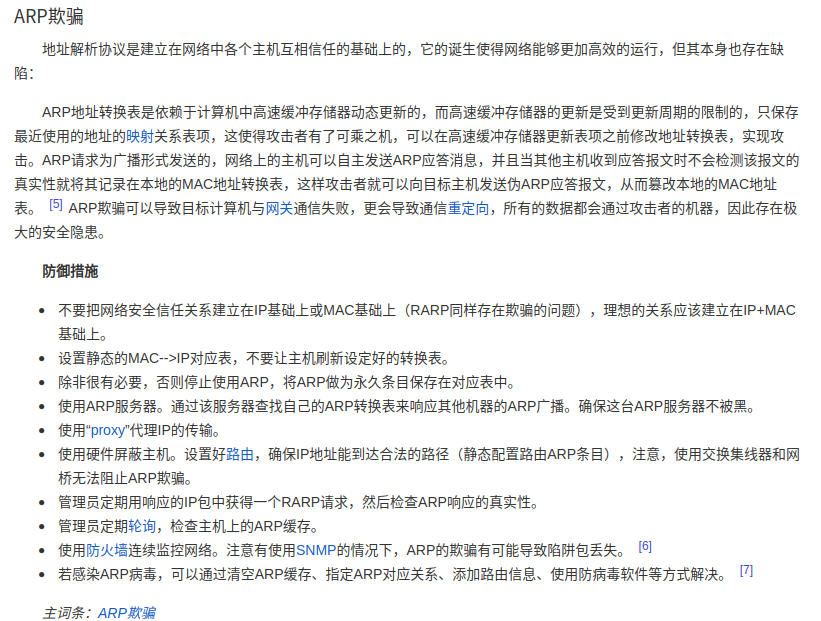 ARP欺骗
地址解析协议是建立在网络中各个主机互相信任的基础上的，它的诞生使得网络能够更加高效的运行，但其本身也存在缺
陷：
ARP地址转换表是依赖于计算机中高速缓冲存储器动态更新的，而高速缓冲存储器的更新是受到更新周期的限制的，只保存
最近使用的地址的映射关系表项，这使得攻击者有了可乘之机，可以在高速缓冲存储器更新表项之前修改地址转换表，实现攻
击。ARP请求为广播形式发送的，网络上的主机可以自主发送ARP应答消息，并且当其他主机收到应答报文时不会检测该报文的
真实性就将其记录在本地的MAC地址转换表，这样攻击者就可以向目标主机发送伪ARP应答报文，从而篡改本地的MAC地址
表。 [5] ARP欺骗可以导致目标计算机与网关通信失败，更会导致通信重定向，所有的数据都会通过攻击者的机器，因此存在极
大的安全隐患。
防御措施
• 不要把网络安全信任关系建立在IP基础上或MAC基础上（RARP同样存在欺骗的问题），理想的关系应该建立在IP+MAC
基础上。
• 设置静态的MAC-->IP对应表，不要让主机刷新设定好的转换表。
• 除非很有必要，否则停止使用ARP，将ARP做为永久条目保存在对应表中。
• 使用ARP服务器。通过该服务器查找自己的ARP转换表来响应其他机器的ARP广播。确保这台ARP服务器不被黑。
• 使用“proxy”代理IP的传输。
• 使用硬件屏蔽主机。设置好路由，确保IP地址能到达合法的路径（静态配置路由ARP条目），注意，使用交换集线器和网
桥无法阻止ARP欺骗。
• 管理员定期用响应的IP包中获得一个RARP请求，然后检查ARP响应的真实性。
• 管理员定期轮询，检查主机上的ARP缓存。
• 使用防火墙连续监控网络。注意有使用SNMP的情况下，ARP的欺骗有可能导致陷阱包丢失。 [6]
• 若感染ARP病毒，可以通过清空ARP缓存、指定ARP对应关系、添加路由信息、使用防病毒软件等方式解决。 [7]
主词条：ARP欺骗